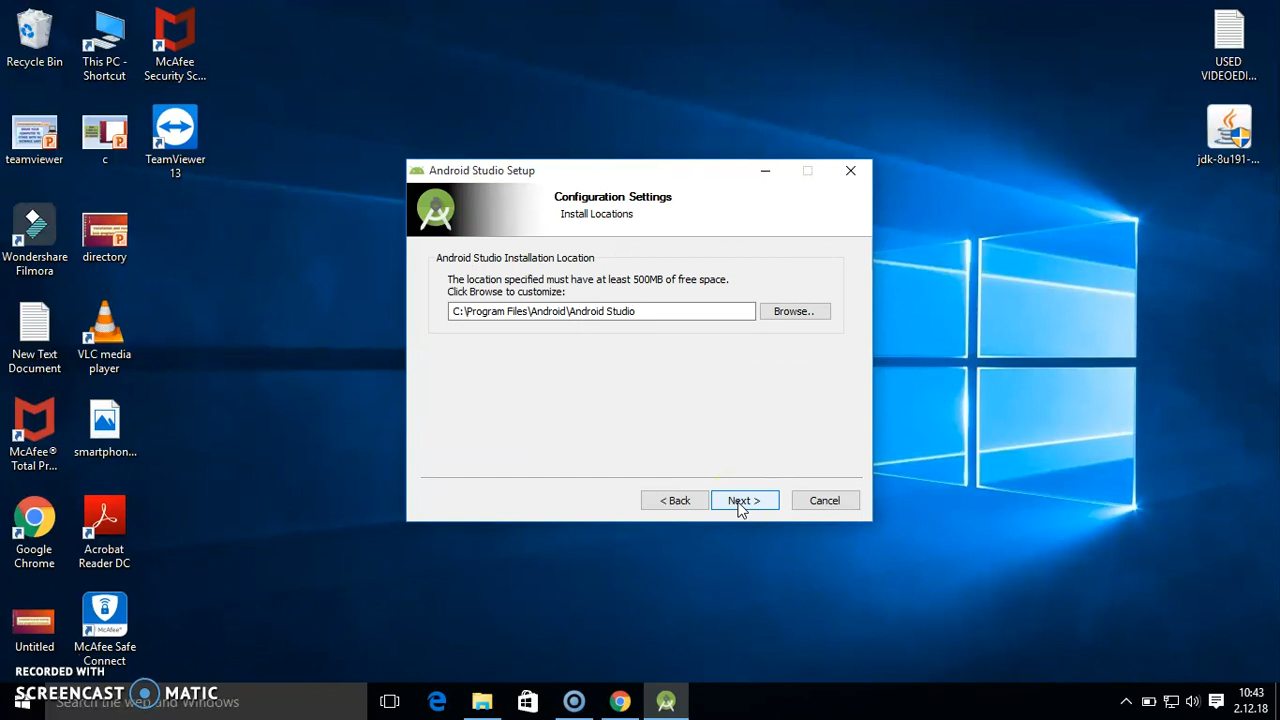 Recycle Bin
This PC -
Shortcut
McAfee
Security Sc...
teamviewer
c
TeamViewer
13
Wondershare
Filmora
directory
New Text
Document
VLC media
player
McAfee®
Total Pr...
smartphon...
Google
Chrome
Acrobat
Reader DC
Untitled
McAfee Safe
Connect
USED
VIDEOEDI...
jdk-8u191-...
Android Studio Setup
Configuration Settings
Install Locations
Android Studio Installation Location
The location specified must have at least 500MB of free space.
Click Browse to customize:
C:\Program Files\Android\Android Studio
Browse..
< Back
Next >
Cancel
RECORDED WITH
SCREENCAST MATIC
Search the web and Windows
10:43
2.12.18